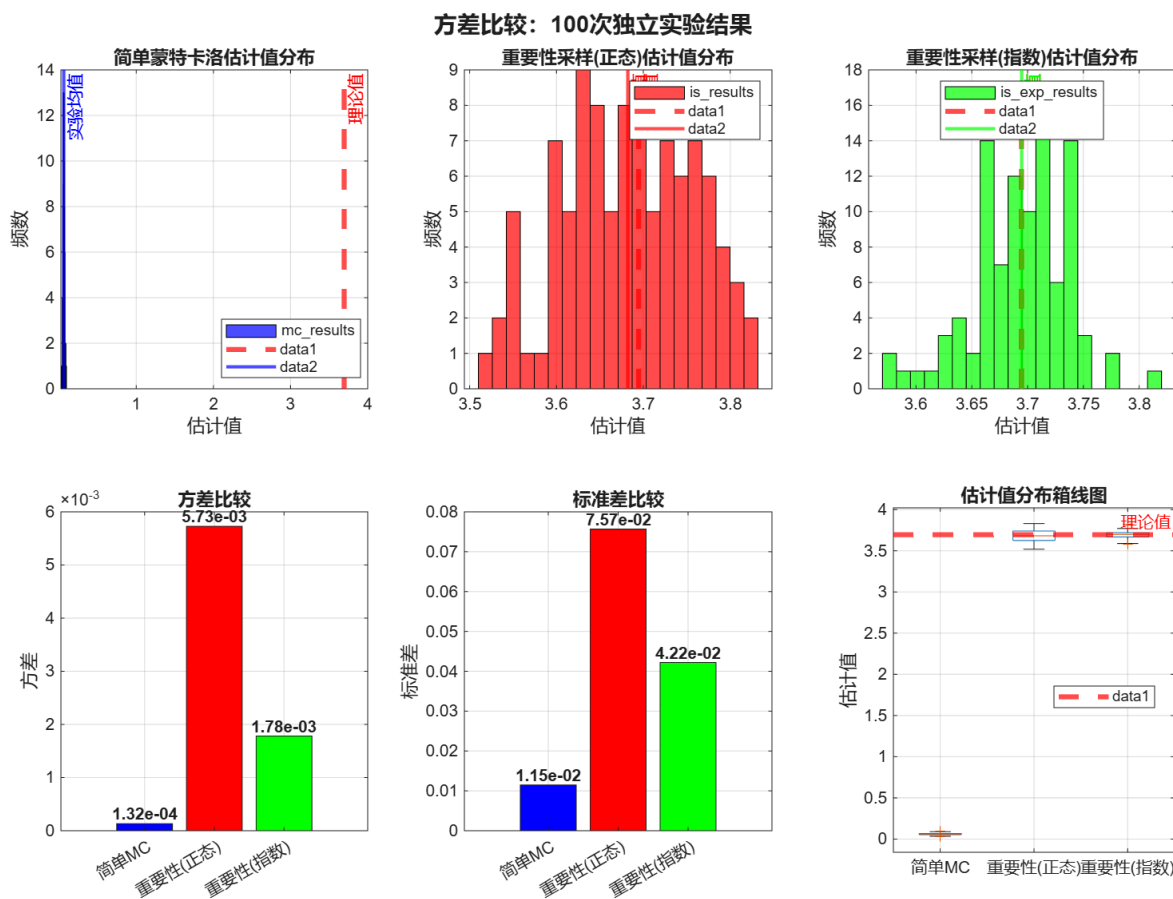 方差比较：100次独立实验结果
简单蒙特卡洛估计值分布
14
12
10
8
6
4
2
0
频数
实验均值
理论值
mc_results
data1
data2
1
2
3
4
估计值
重要性采样(正态)估计值分布
9
8
7
6
5
4
3
2
1
0
频数
is_results
data1
data2
3.5
3.6
3.7
3.8
估计值
重要性采样(指数)估计值分布
18
16
14
12
10
8
6
4
2
0
频数
is_exp_results
data1
data2
3.6
3.65
3.7
3.75
3.8
估计值
方差比较
×10⁻³
6
5
4
3
2
1
0
方差
1.32e-04
5.73e-03
1.78e-03
简单MC
重要性(正态)
重要性(指数)
标准差比较
0.08
0.07
0.06
0.05
0.04
0.03
0.02
0.01
0
标准差
1.15e-02
7.57e-02
4.22e-02
简单MC
重要性(正态)
重要性(指数)
估计值分布箱线图
4
3.5
3
2.5
2
1.5
1
0.5
0
估计值
理论值
data1
简单MC
重要性(正态)
重要性(指数)